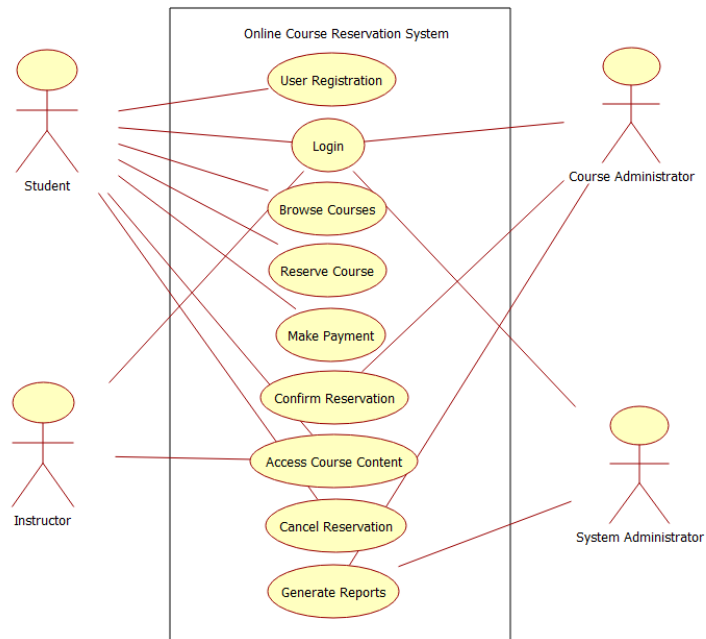 Online Course Reservation System
User Registration
Login
Course Administrator
Student
Browse Courses
Reserve Course
Make Payment
Confirm Reservation
Access Course Content
Instructor
Cancel Reservation
System Administrator
Generate Reports